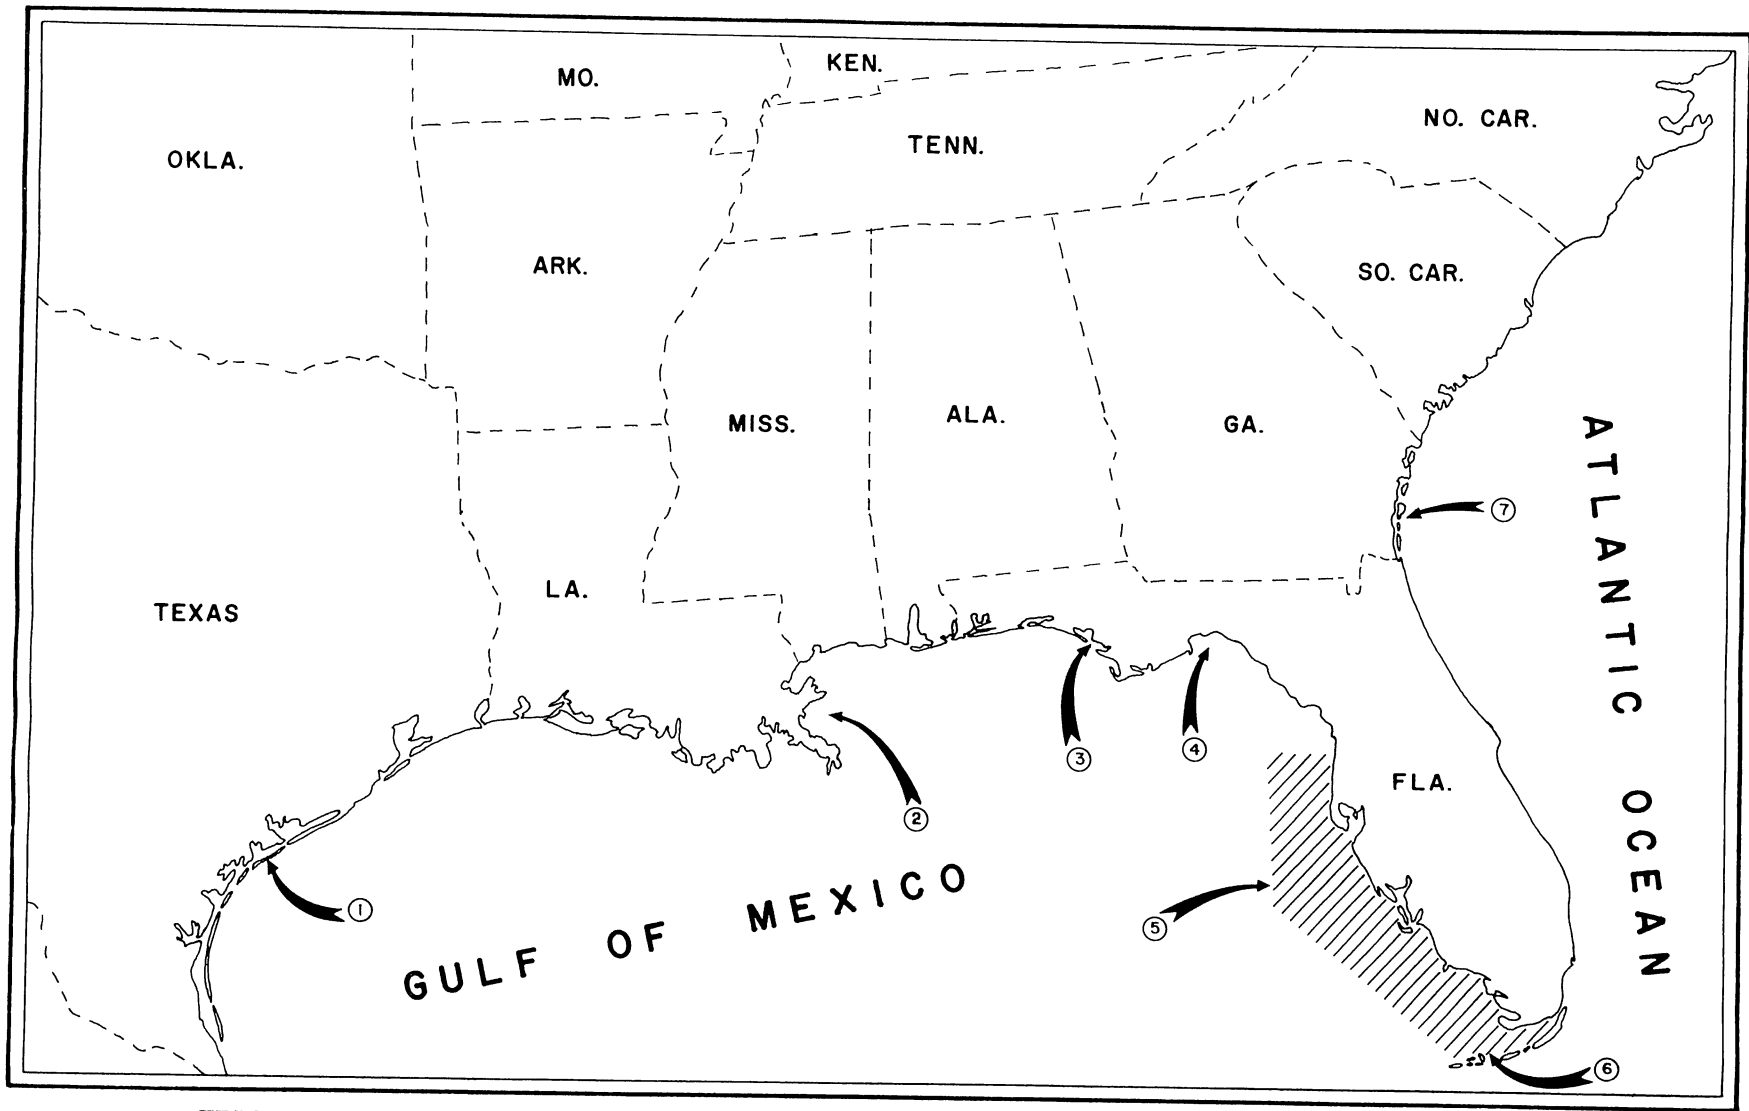 MO.
KEN.
NO. CAR.
TENN.
OKLA.
ARK.
SO. CAR.
MISS.
ALA.
GA.
ATLANTIC OCEAN
7
LA.
TEXAS
3
4
FLA.
2
1
5
GULF OF MEXICO
6